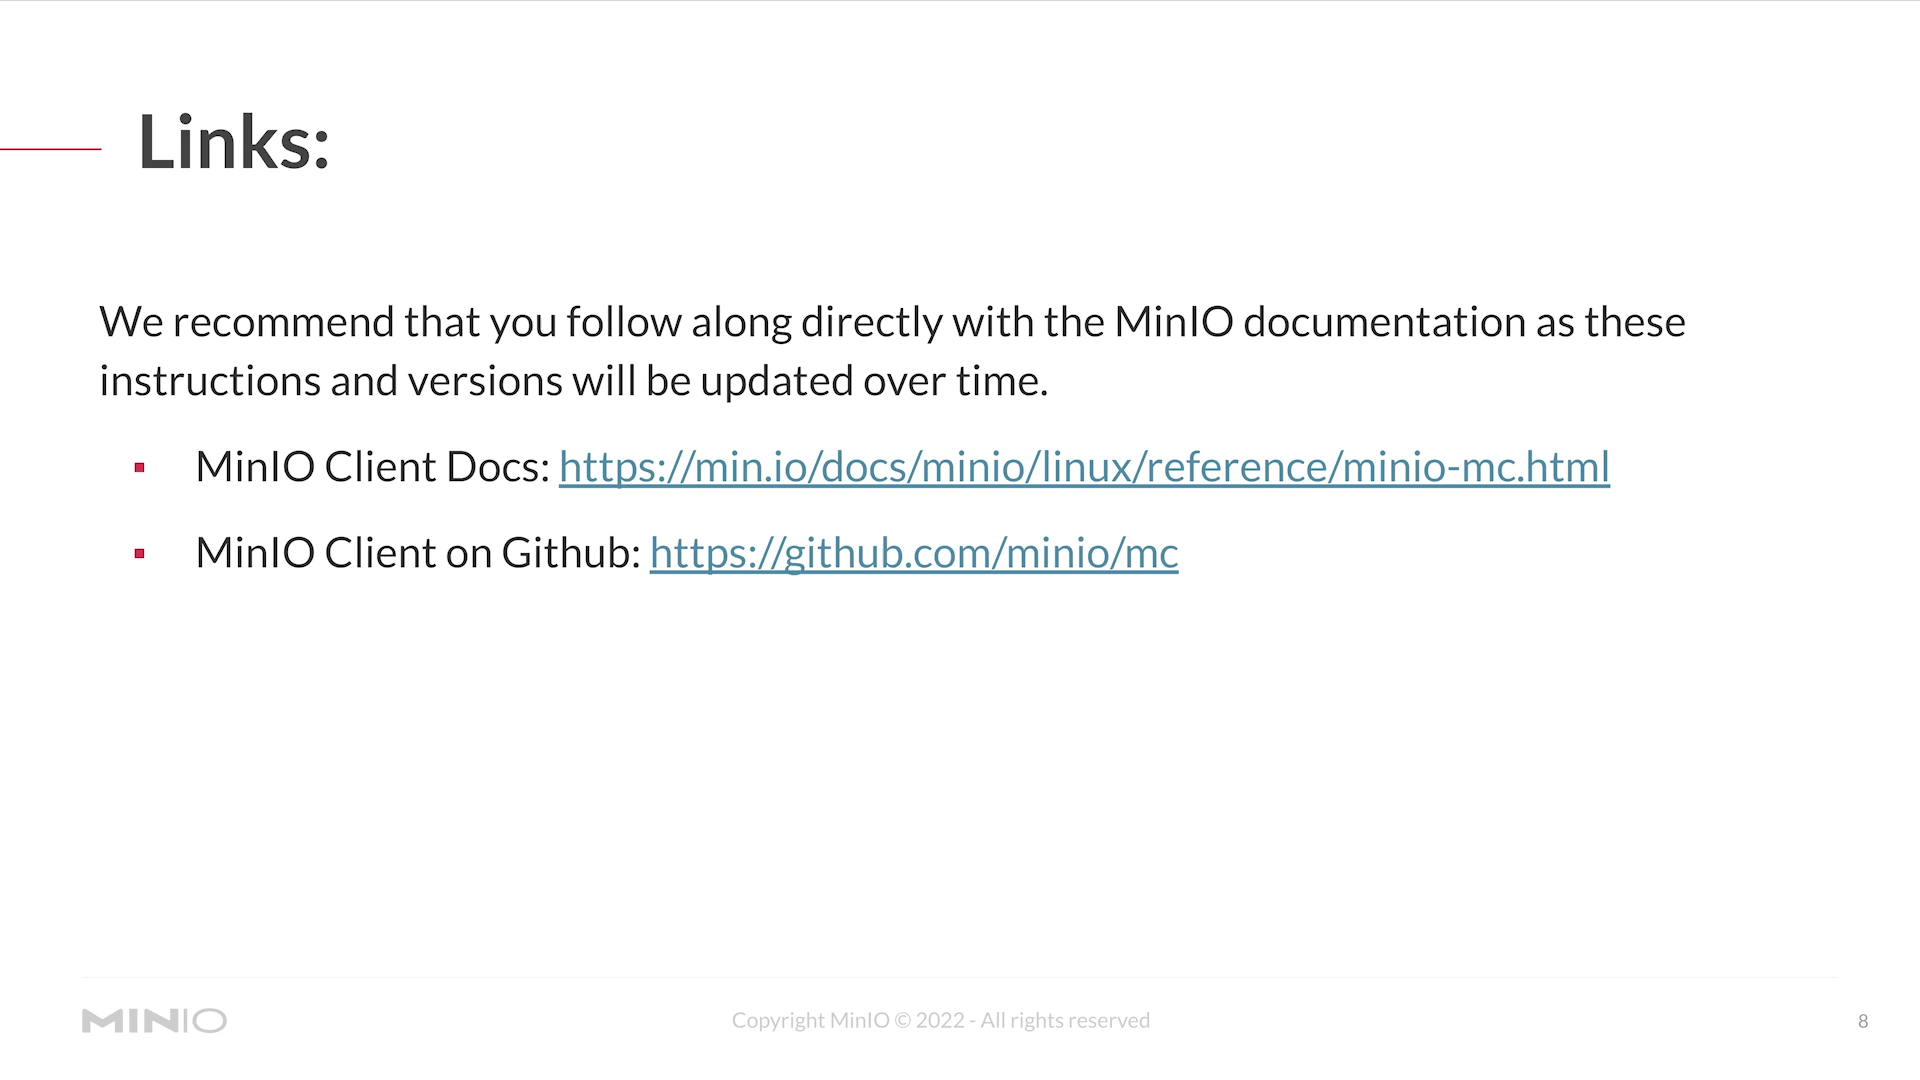 Links:
We recommend that you follow along directly with the MinIO documentation as these
instructions and versions will be updated over time.
▪ MinIO Client Docs: https://min.io/docs/minio/linux/reference/minio-mc.html
▪ MinIO Client on Github: https://github.com/minio/mc
MINIO
Copyright MinIO © 2022 - All rights reserved
8